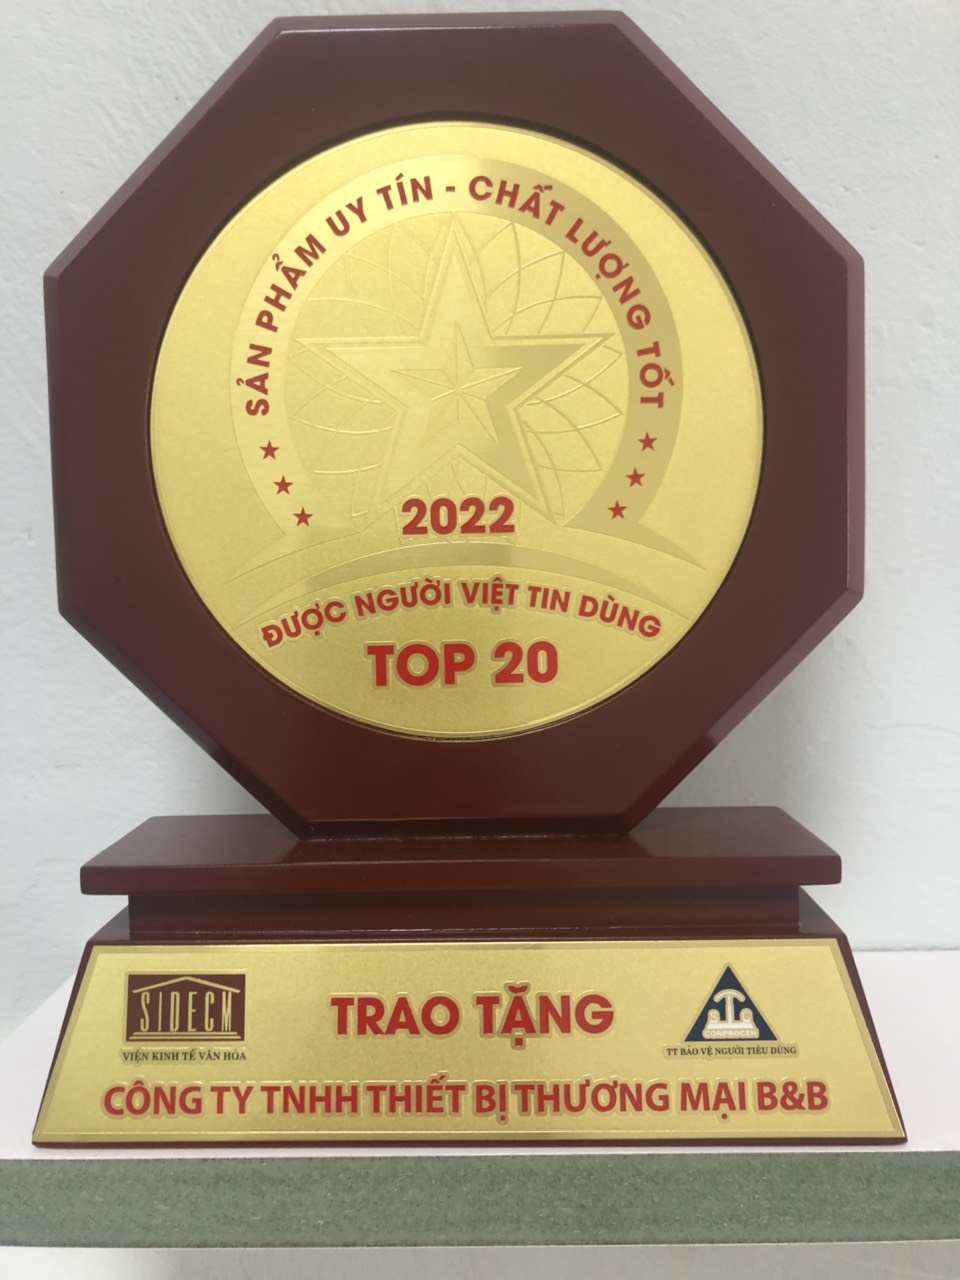 SẢN PHẨM UY TÍN - CHẤT LƯỢNG TỐT
2022
ĐƯỢC NGƯỜI VIỆT TIN DÙNG
TOP 20
SIDECM
VIỆN KINH TẾ VĂN HÓA
TRAO TẶNG
CONPROCEN
TT BẢO VỆ NGƯỜI TIÊU DÙNG
CÔNG TY TNHH THIẾT BỊ THƯƠNG MẠI B&B